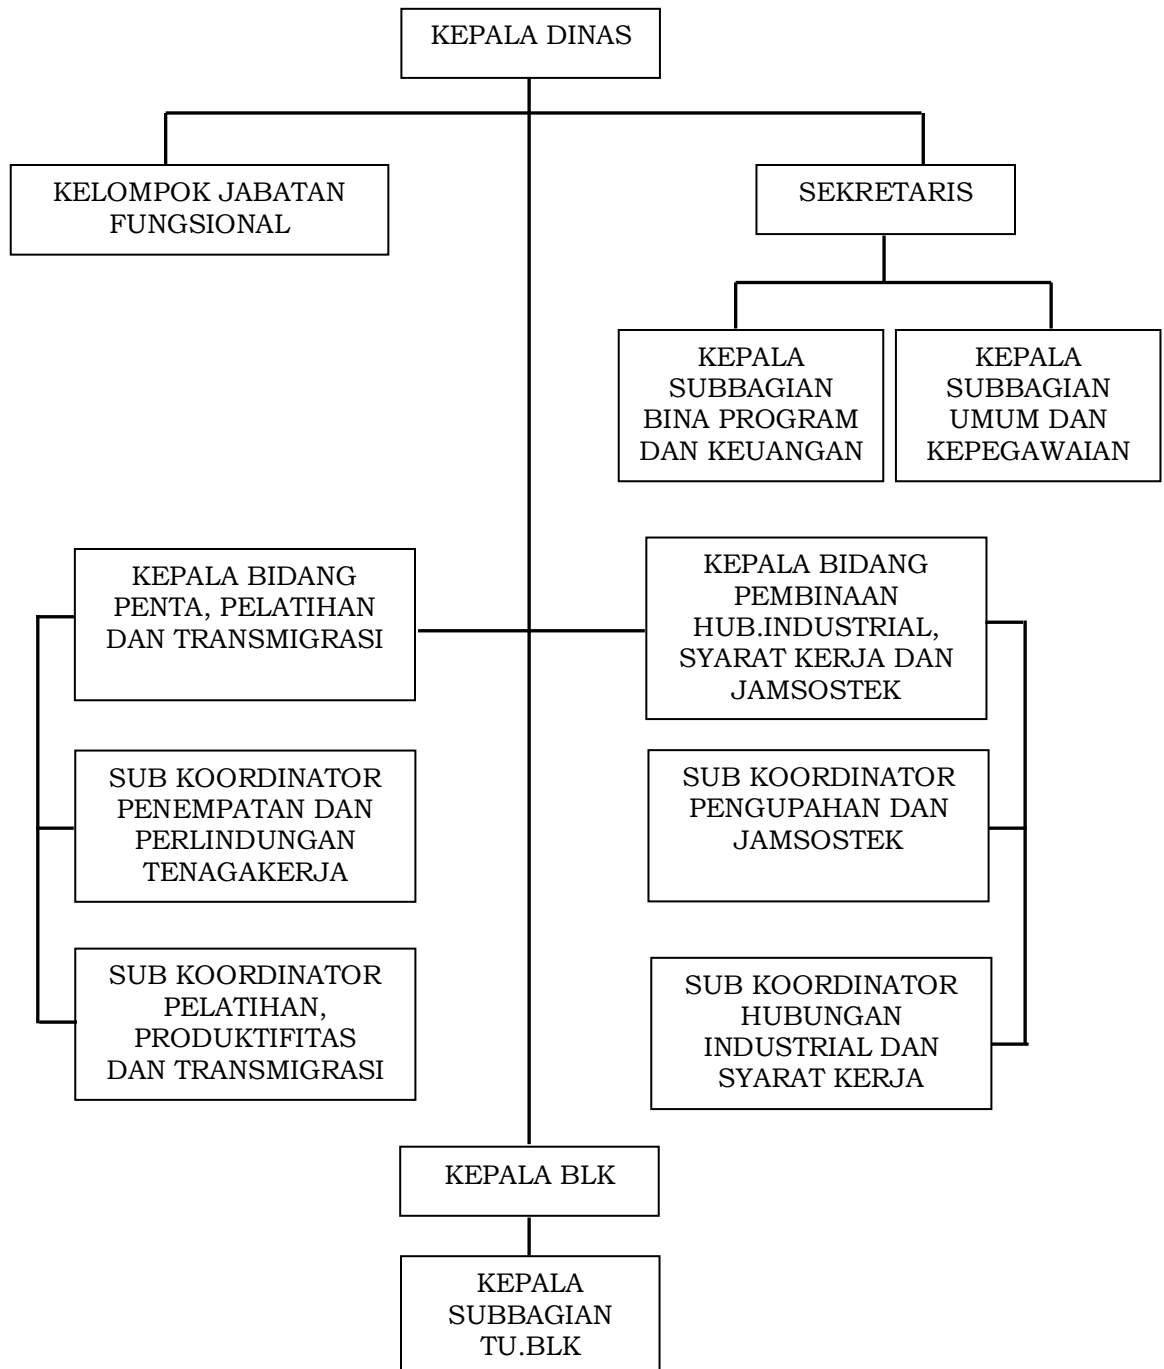 KEPALA DINAS
KELOMPOK JABATAN
FUNGSIONAL
SEKRETARIS
KEPALA
SUBBAGIAN
BINA PROGRAM
DAN KEUANGAN
KEPALA
SUBBAGIAN
UMUM DAN
KEPEGAWAIAN
KEPALA BIDANG
PENTA, PELATIHAN
DAN TRANSMIGRASI
KEPALA BIDANG
PEMBINAAN
HUB.INDUSTRIAL,
SYARAT KERJA DAN
JAMSOSTEK
SUB KOORDINATOR
PENEMPATAN DAN
PERLINDUNGAN
TENAGAKERJA
SUB KOORDINATOR
PENGUPAHAN DAN
JAMSOSTEK
SUB KOORDINATOR
PELATIHAN,
PRODUKTIFITAS
DAN TRANSMIGRASI
SUB KOORDINATOR
HUBUNGAN
INDUSTRIAL DAN
SYARAT KERJA
KEPALA BLK
KEPALA
SUBBAGIAN
TU.BLK